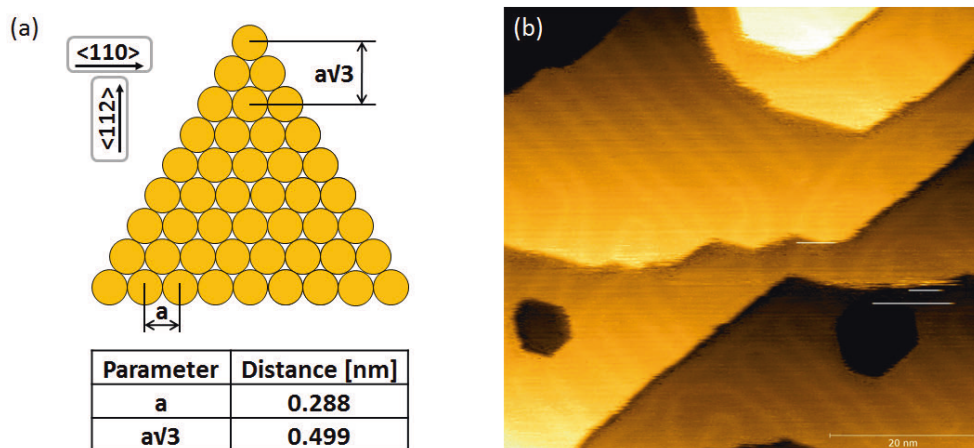 (a)
<110>
<112>
a√3
a
Parameter Distance [nm]
a 0.288
a√3 0.499
(b)
20 nm